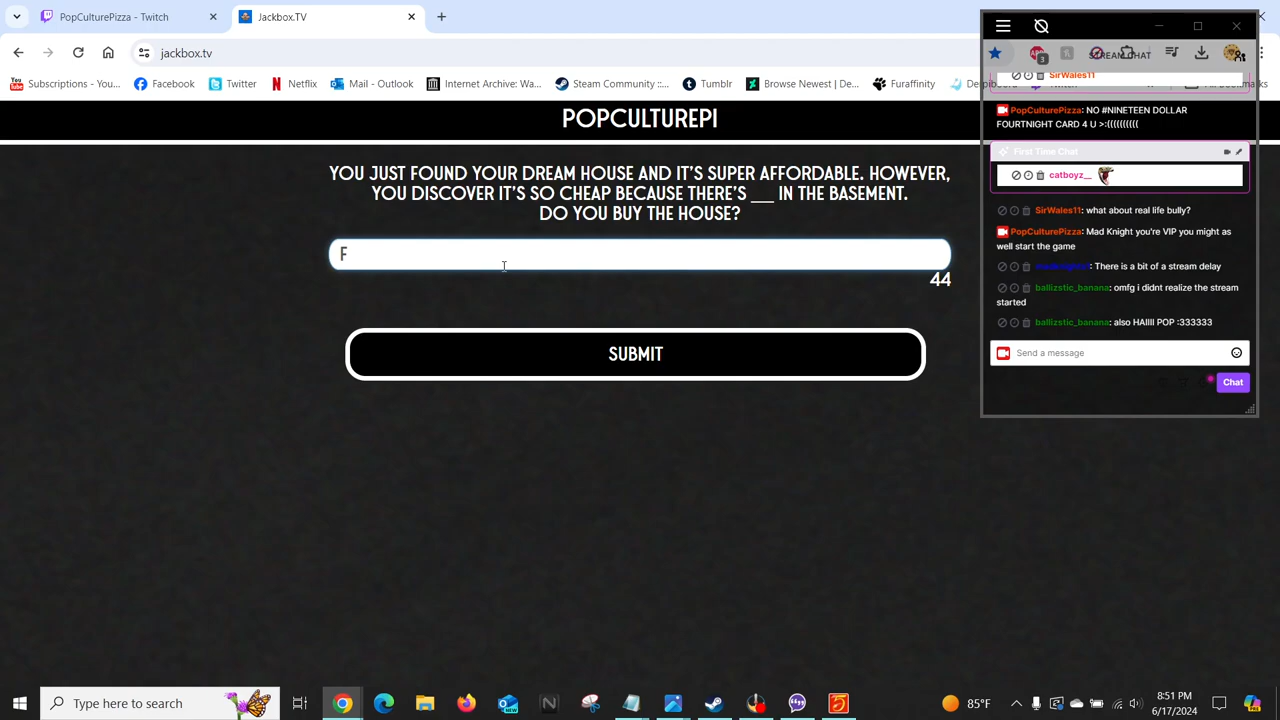 PopCulturePizza - Twitch
Jackbox.TV
jackbox.tv
3
STREAM CHAT
Subscriptions - You...
Facebook
Twitter
Netflix
Mail - Outlook
Internet Archive: Wa...
Steam Community :...
Tumblr
Browse Newest | De...
Furaffinity
SirWales11
POPCULTUREPI
PopCulturePizza: NO #NINETEEN DOLLAR
FOURTNIGHT CARD 4 U >:((((((((((
First Time Chat
catboyz__
YOU JUST FOUND YOUR DREAM HOUSE AND IT'S SUPER AFFORDABLE. HOWEVER,
YOU DISCOVER IT'S SO CHEAP BECAUSE THERE'S ___ IN THE BASEMENT.
DO YOU BUY THE HOUSE?
F
44
SUBMIT
SirWales11: what about real life bully?
PopCulturePizza: Mad Knight you're VIP you might as
well start the game
: There is a bit of a stream delay
ballizstic_banana: omfg i didnt realize the stream
started
ballizstic_banana: also HAIIII POP :333333
Send a message
Chat
Type here to search
85°F
8:51 PM
6/17/2024